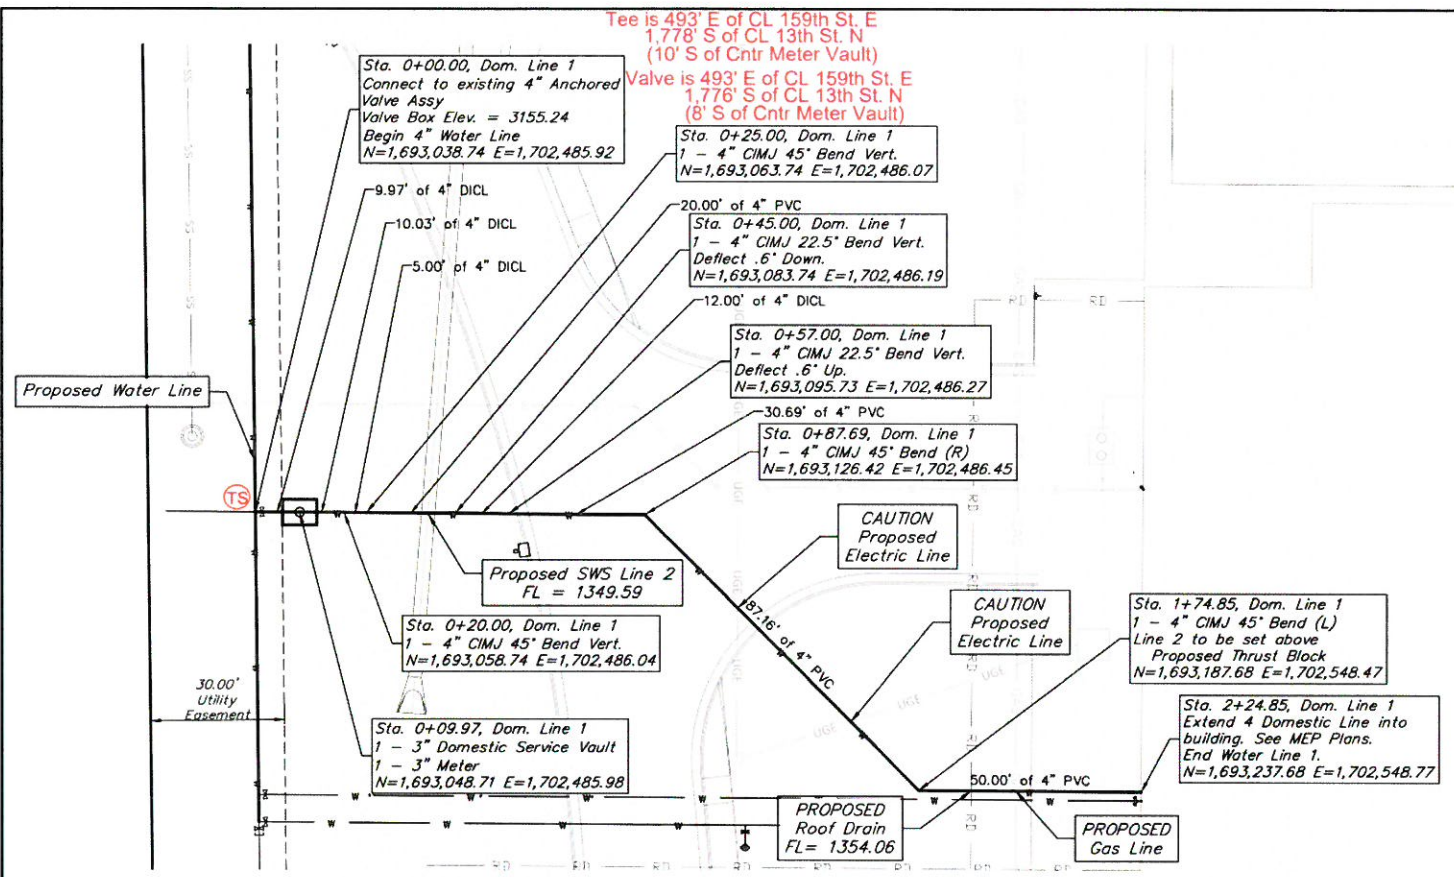 Tee is 493' E of CL 159th St. E
1,778' S of CL 13th St. N
(10' S of Cntr Meter Vault)
Valve is 493' E of CL 159th St. E
1,776' S of CL 13th St. N
(8' S of Cntr Meter Vault)
Sta. 0+00.00, Dom. Line 1
Connect to existing 4" Anchored
Valve Assy
Valve Box Elev. = 3155.24
Begin 4" Water Line
N=1,693,038.74 E=1,702,485.92
Sta. 0+25.00, Dom. Line 1
1 - 4" CIMJ 45° Bend Vert.
N=1,693,063.74 E=1,702,486.07
9.97' of 4" DICL
10.03' of 4" DICL
5.00' of 4" DICL
20.00' of 4" PVC
Sta. 0+45.00, Dom. Line 1
1 - 4" CIMJ 22.5° Bend Vert.
Deflect .6° Down.
N=1,693,083.74 E=1,702,486.19
12.00' of 4" DICL
RD
RD
Sta. 0+57.00, Dom. Line 1
1 - 4" CIMJ 22.5° Bend Vert.
Deflect .6° Up.
N=1,693,095.73 E=1,702,486.27
Proposed Water Line
30.69' of 4" PVC
Sta. 0+87.69, Dom. Line 1
1 - 4" CIMJ 45° Bend (R)
N=1,693,126.42 E=1,702,486.45
TS
CAUTION
Proposed
Electric Line
Proposed SWS Line 2
FL = 1349.59
CAUTION
Proposed
Electric Line
87.16' of 4" PVC
Sta. 0+20.00, Dom. Line 1
1 - 4" CIMJ 45° Bend Vert.
N=1,693,058.74 E=1,702,486.04
Sta. 1+74.85, Dom. Line 1
1 - 4" CIMJ 45° Bend (L)
Line 2 to be set above
Proposed Thrust Block
N=1,693,187.68 E=1,702,548.47
30.00'
Utility
Easement
UGE
UGE
UGE
Sta. 0+09.97, Dom. Line 1
1 - 3" Domestic Service Vault
1 - 3" Meter
N=1,693,048.71 E=1,702,485.98
Sta. 2+24.85, Dom. Line 1
Extend 4 Domestic Line into
building. See MEP Plans.
End Water Line 1.
N=1,693,237.68 E=1,702,548.77
50.00' of 4" PVC
PROPOSED
Roof Drain
FL= 1354.06
PROPOSED
Gas Line
RD
RD
RD
RD
RD
RD